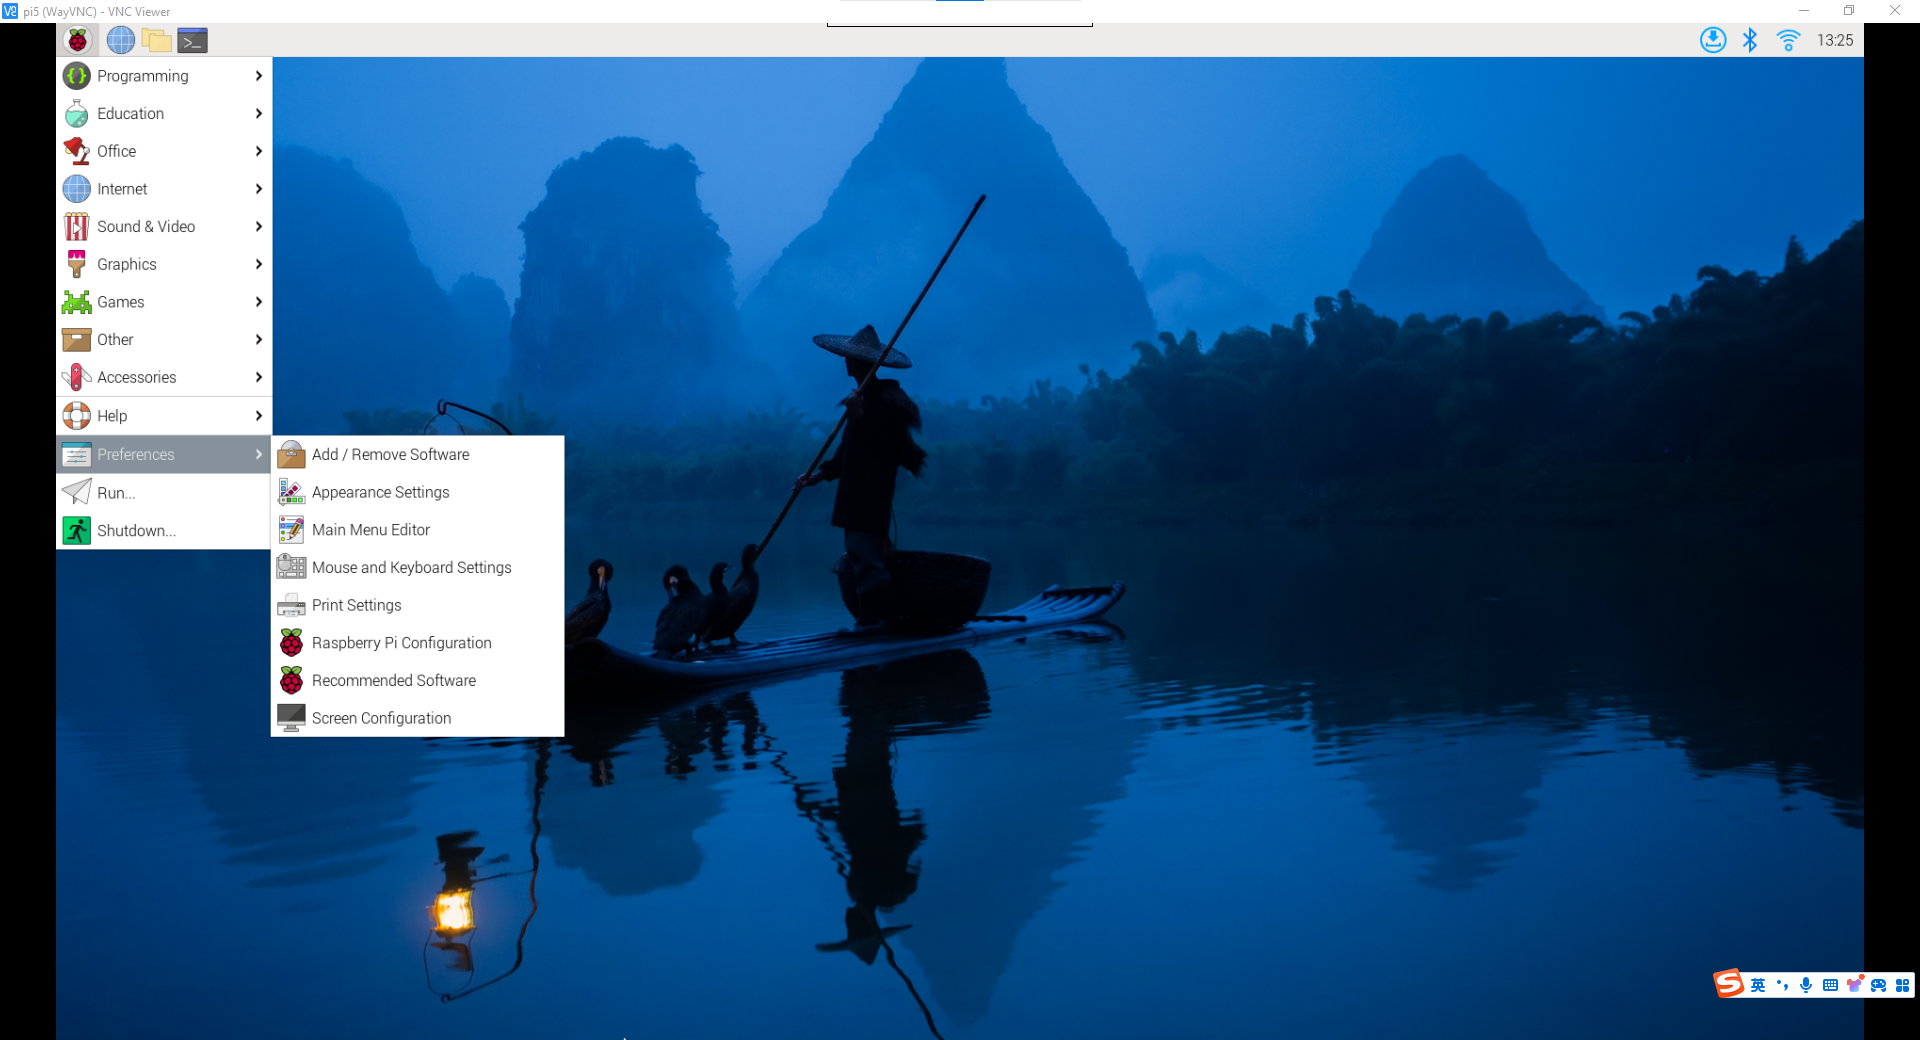 pi5 (WayVNC) - VNC Viewer
13:25
Programming
Education
Office
Internet
Sound & Video
Graphics
Games
Other
Accessories
Help
Preferences
Run...
Shutdown...
Add / Remove Software
Appearance Settings
Main Menu Editor
Mouse and Keyboard Settings
Print Settings
Raspberry Pi Configuration
Recommended Software
Screen Configuration
英